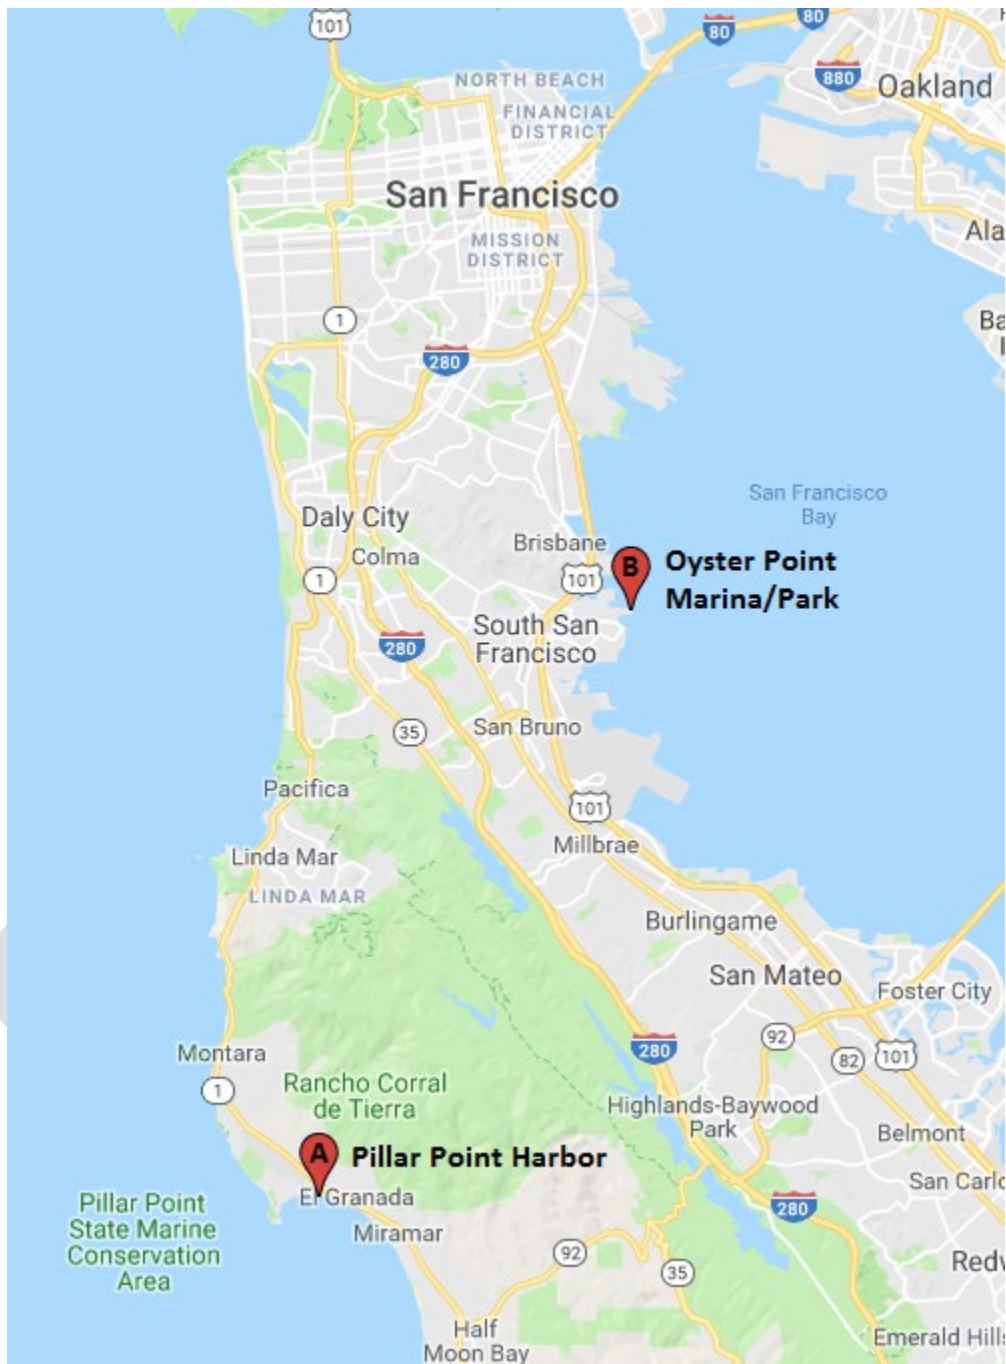 101
80
80
880
Oakland
NORTH BEACH
FINANCIAL
DISTRICT
San Francisco
MISSION
DISTRICT
Ala
1
Ba
280
San Francisco
Bay
Daly City
Colma
Brisbane
B
Oyster Point
Marina/Park
1
101
South San
Francisco
280
35
San Bruno
Pacifica
101
Millbrae
Linda Mar
LINDA MAR
Burlingame
San Mateo
Foster City
92
82
101
280
Montara
1
Rancho Corral
de Tierra
Highlands-Baywood
Park
Belmont
A
Pillar Point Harbor
El Granada
San Carlo
Pillar Point
State Marine
Conservation
Area
Miramar
280
92
35
Redw
Half
Moon Bay
Emerald Hills